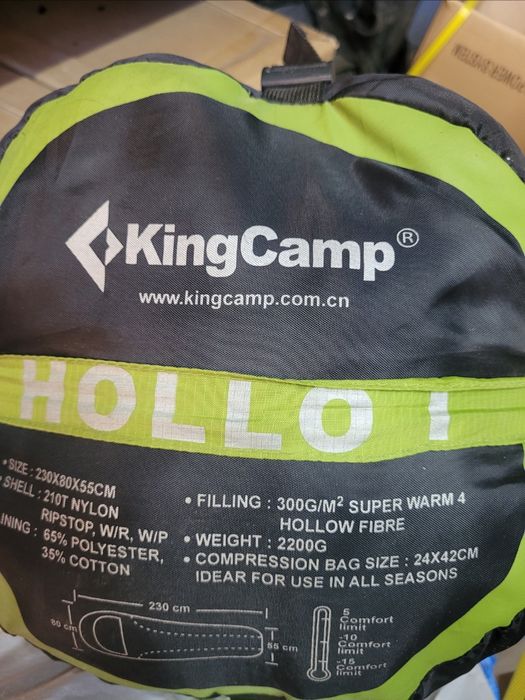 KingCamp®
www.kingcamp.com.cn
HOLLO I
• SIZE : 230X80X55CM
SHELL : 210T NYLON
RIPSTOP, W/R, W/P
INING : 65% POLYESTER,
35% COTTON
• FILLING : 300G/M² SUPER WARM 4
HOLLOW FIBRE
• WEIGHT : 2200G
• COMPRESSION BAG SIZE : 24X42CM
IDEAR FOR USE IN ALL SEASONS
230 cm
80 cm
55 cm
5
Comfort
limit
-10
Comfort
limit
-15
Comfort
limit